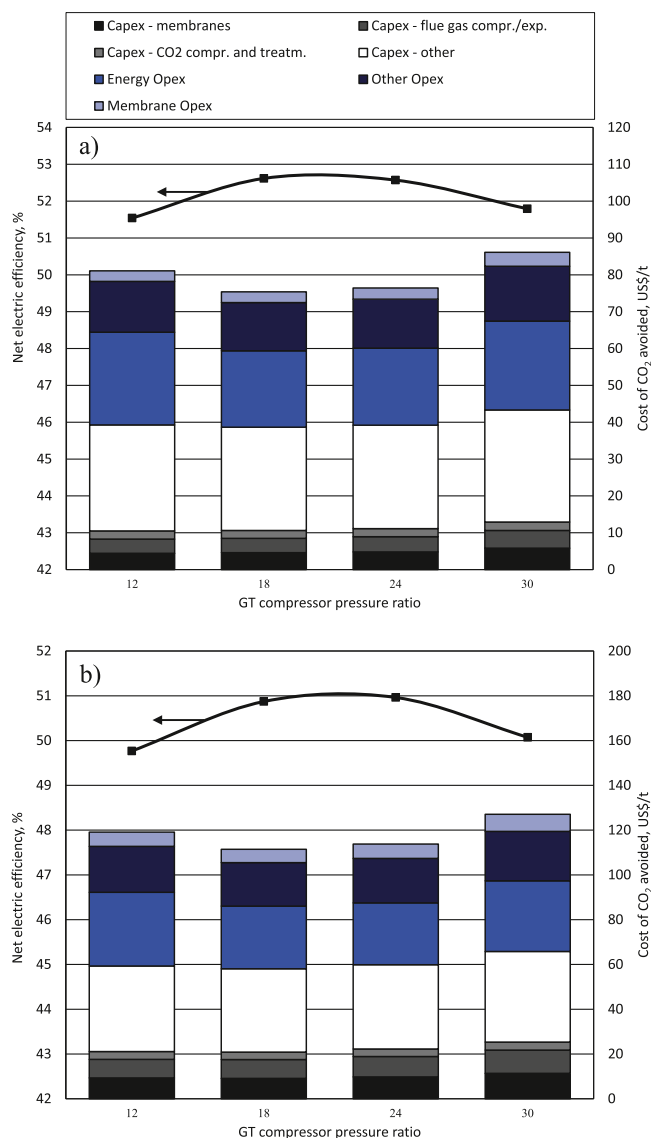 Capex - membranes
Capex - flue gas compr./exp.
Capex - CO2 compr. and treatm.
Capex - other
Energy Opex
Other Opex
Membrane Opex
a)
Net electric efficiency, %
54
53
52
51
50
49
48
47
46
45
44
43
42
120
110
100
90
80
70
60
50
40
30
20
10
0
Cost of CO₂ avoided, US$/t
12 18 24 30
GT compressor pressure ratio
b)
Net electric efficiency, %
52
51
50
49
48
47
46
45
44
43
42
200
180
160
140
120
100
80
60
40
20
0
Cost of CO₂ avoided, US$/t
12 18 24 30
GT compressor pressure ratio